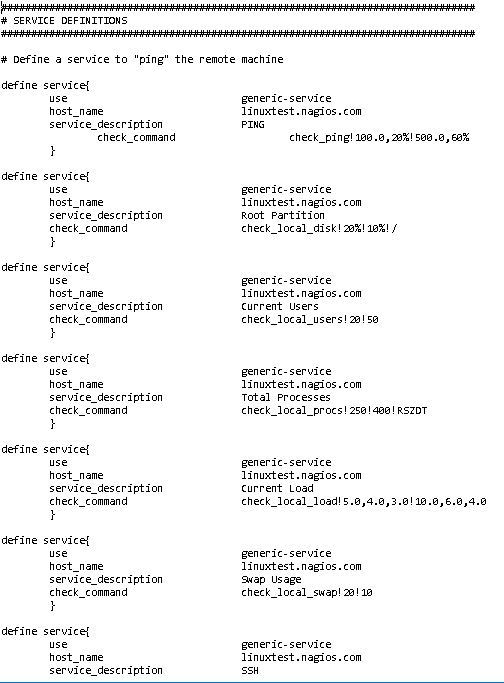 ###############################################################################
# SERVICE DEFINITIONS
###############################################################################
# Define a service to "ping" the remote machine
define service{
use generic-service
host_name linuxtest.nagios.com
service_description PING
check_command check_ping!100.0,20%!500.0,60%
}
define service{
use generic-service
host_name linuxtest.nagios.com
service_description Root Partition
check_command check_local_disk!20%!10%!/
}
define service{
use generic-service
host_name linuxtest.nagios.com
service_description Current Users
check_command check_local_users!20!50
}
define service{
use generic-service
host_name linuxtest.nagios.com
service_description Total Processes
check_command check_local_procs!250!400!RSZDT
}
define service{
use generic-service
host_name linuxtest.nagios.com
service_description Current Load
check_command check_local_load!5.0,4.0,3.0!10.0,6.0,4.0
}
define service{
use generic-service
host_name linuxtest.nagios.com
service_description Swap Usage
check_command check_local_swap!20!10
}
define service{
use generic-service
host_name linuxtest.nagios.com
service_description SSH